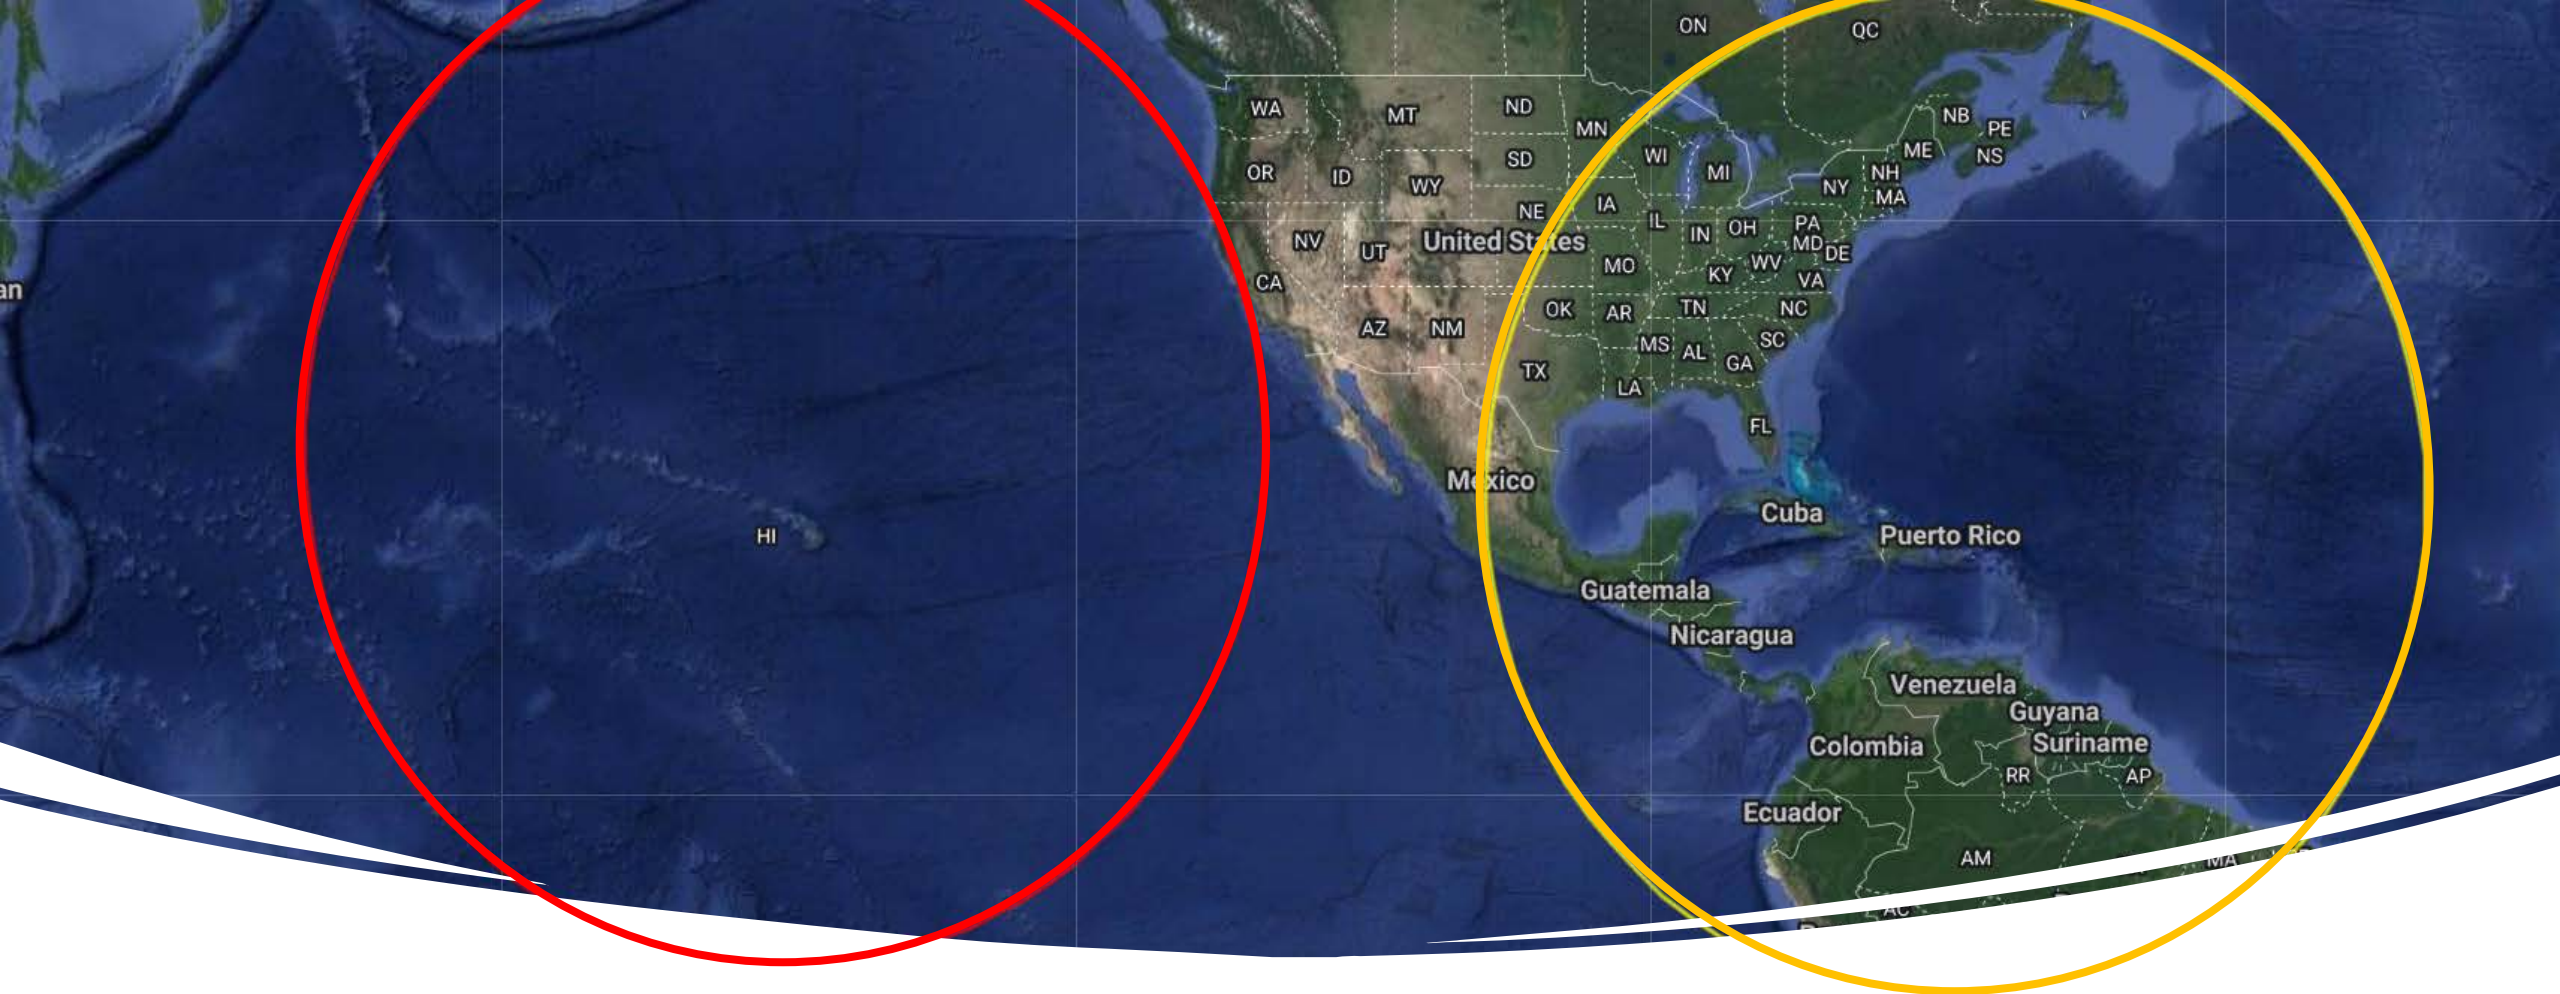 ON
QC
WA
MT
ND
MN
NB
PE
OR
ID
WY
SD
WI
MI
ME
NS
NH
NY
MA
NE
IA
IL
IN
OH
PA
NV
UT
United States
MO
KY
WV
MD
DE
CA
VA
OK
AR
TN
NC
AZ
NM
MS
AL
GA
SC
TX
LA
FL
an
Mexico
Cuba
HI
Puerto Rico
Guatemala
Nicaragua
Venezuela
Guyana
Colombia
Suriname
RR
AP
Ecuador
AM
MA
AC